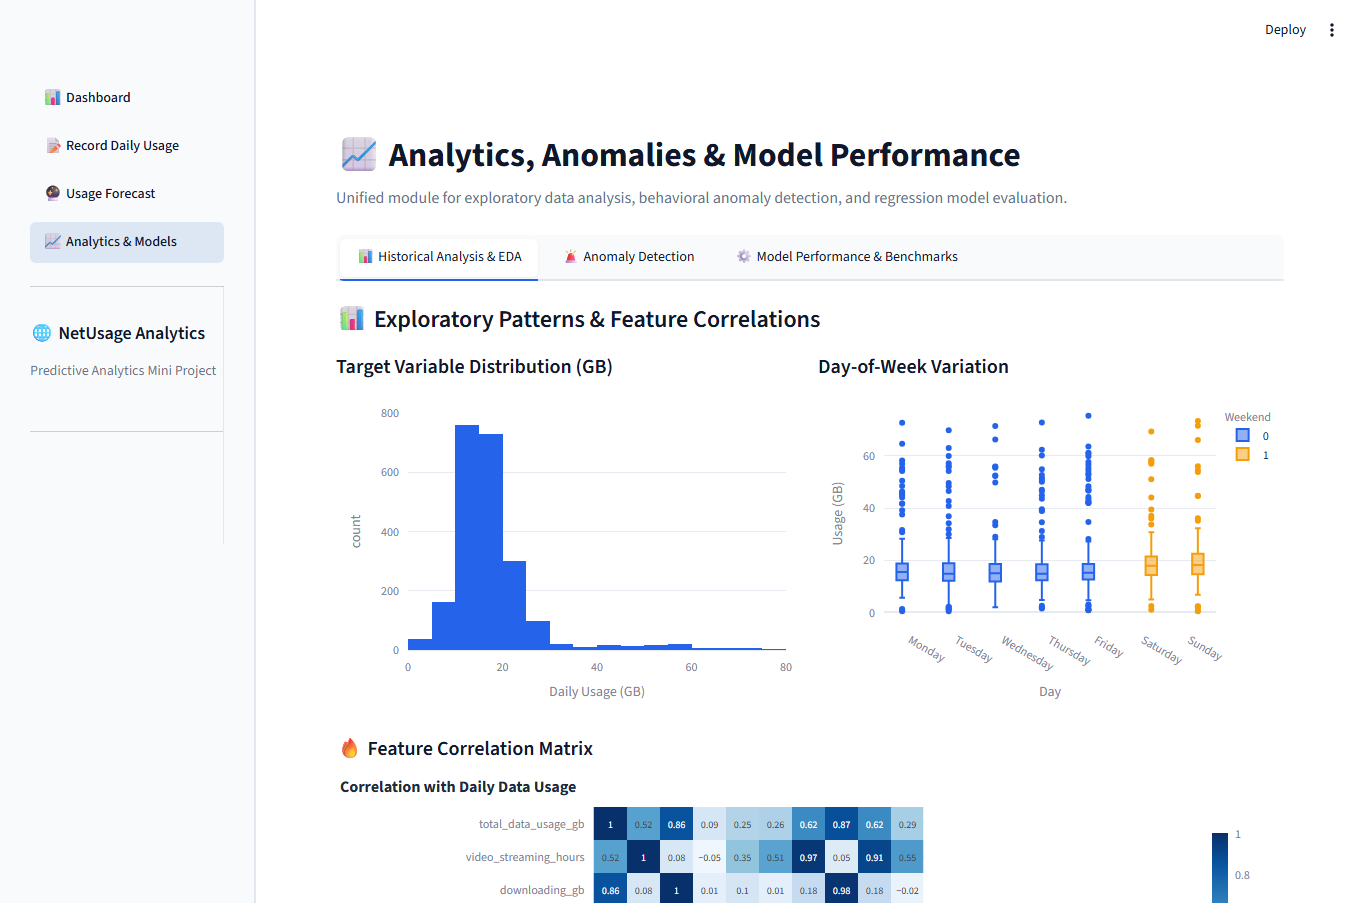 Deploy
Dashboard
Record Daily Usage
Usage Forecast
Analytics & Models
NetUsage Analytics
Predictive Analytics Mini Project
Analytics, Anomalies & Model Performance
Unified module for exploratory data analysis, behavioral anomaly detection, and regression model evaluation.
Historical Analysis & EDA
Anomaly Detection
Model Performance & Benchmarks
Exploratory Patterns & Feature Correlations
Target Variable Distribution (GB)
800
600
400
200
0
count
0 20 40 60 80
Daily Usage (GB)
Day-of-Week Variation
60
40
20
0
Usage (GB)
Monday Tuesday Wednesday Thursday Friday Saturday Sunday
Day
Weekend
0
1
Feature Correlation Matrix
Correlation with Daily Data Usage
total_data_usage_gb 1 0.52 0.86 0.09 0.25 0.26 0.62 0.87 0.62 0.29
video_streaming_hours 0.52 1 0.08 −0.05 0.35 0.51 0.97 0.05 0.91 0.55
downloading_gb 0.86 0.08 1 0.01 0.1 0.01 0.18 0.98 0.18 −0.02
1
0.8